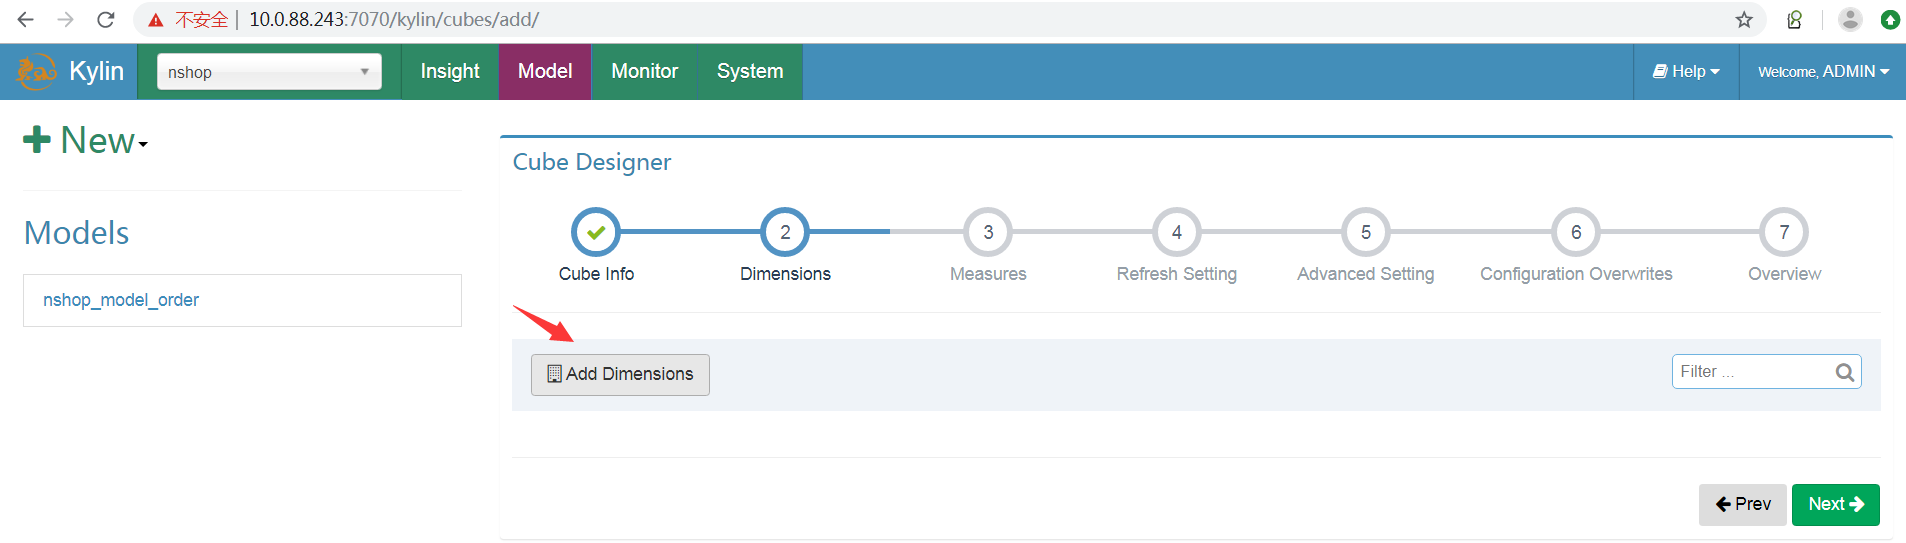 不安全 10.0.88.243:7070/kylin/cubes/add/
Kylin nshop Insight Model Monitor System Help Welcome, ADMIN
New
Models
nshop_model_order
Cube Designer
2 3 4 5 6 7
Cube Info Dimensions Measures Refresh Setting Advanced Setting Configuration Overwrites Overview
Add Dimensions Filter ...
Prev Next